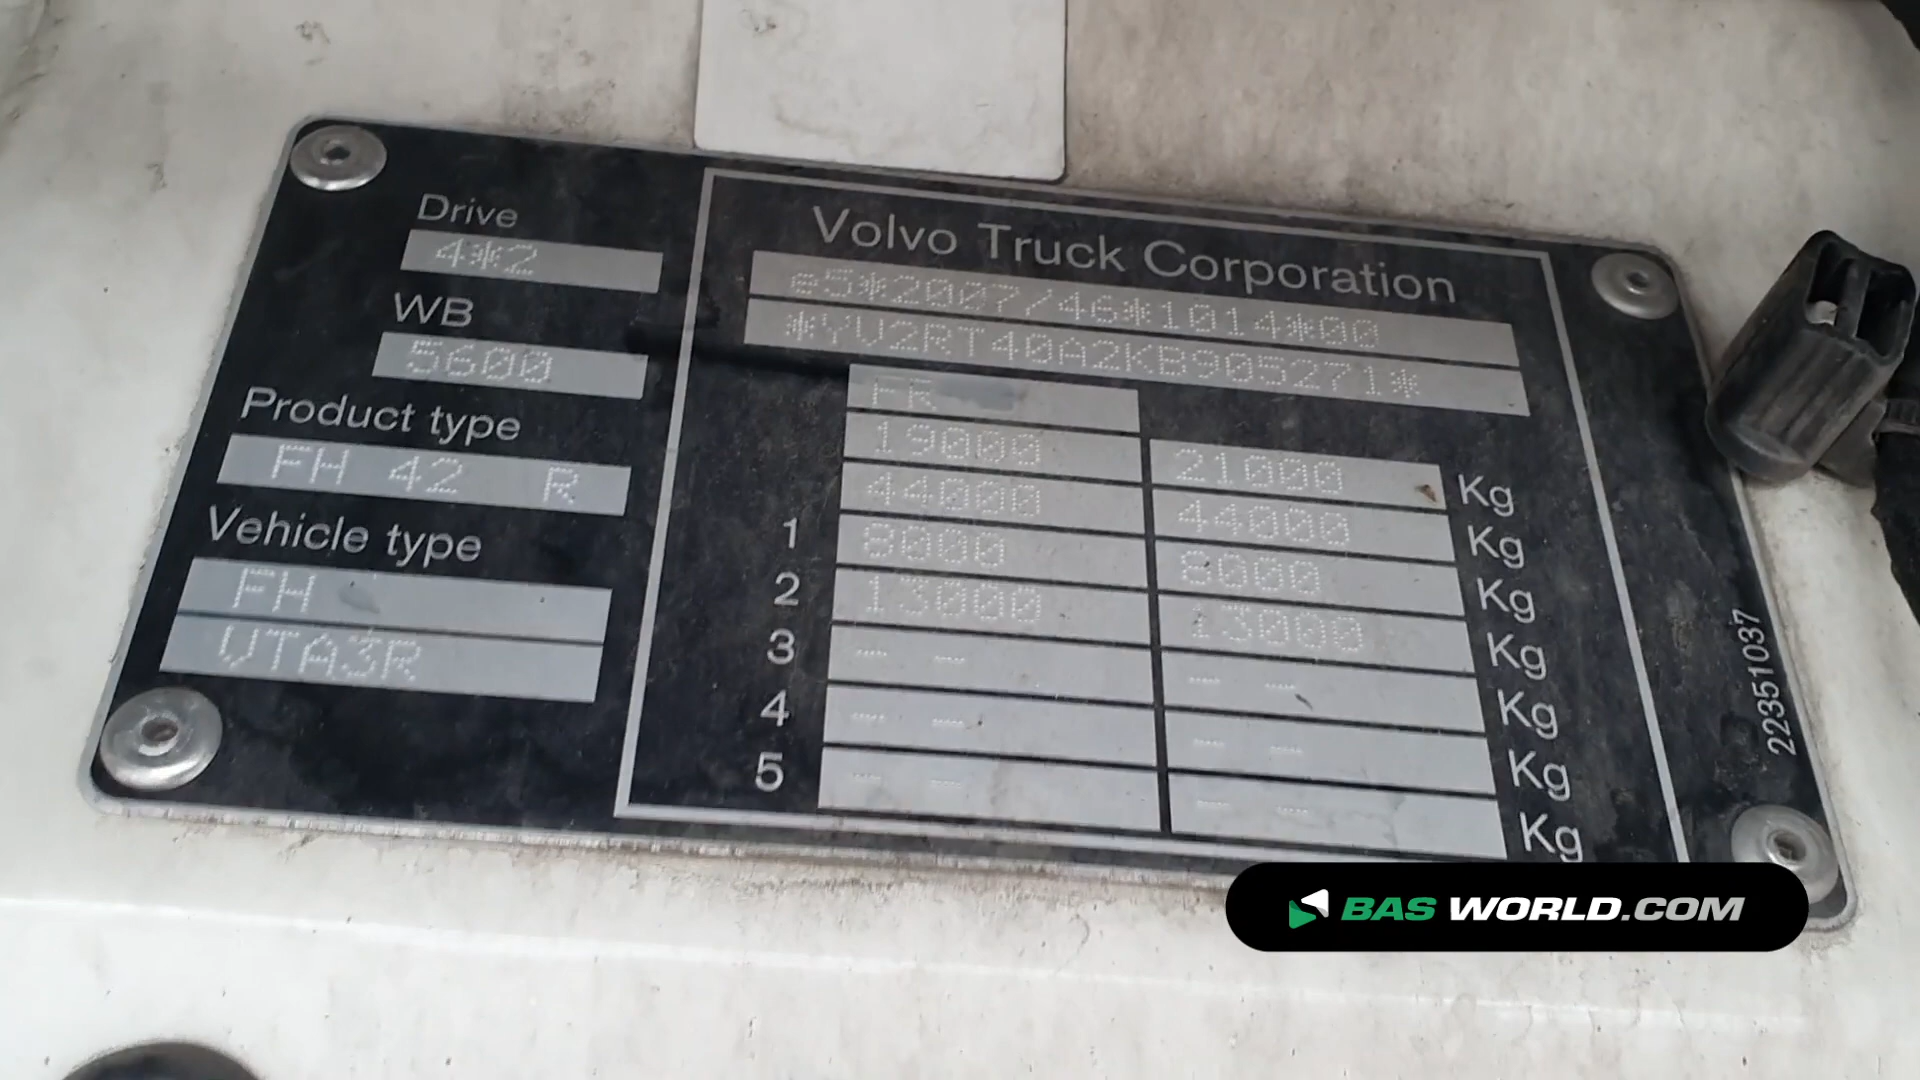 Drive
4*2
WB
5600
Product type
FH 42 R
Vehicle type
FH
VTA3R
Volvo Truck Corporation
e5*2007/46*1014*00
*YV2RT40A2KB905271*
FR
19000 21000 Kg
44000 44000 Kg
1 8000 8000 Kg
2 13000 13000 Kg
3 -- -- -- -- Kg
4 -- -- -- -- Kg
5 -- -- -- -- Kg
22351037
BAS WORLD.COM